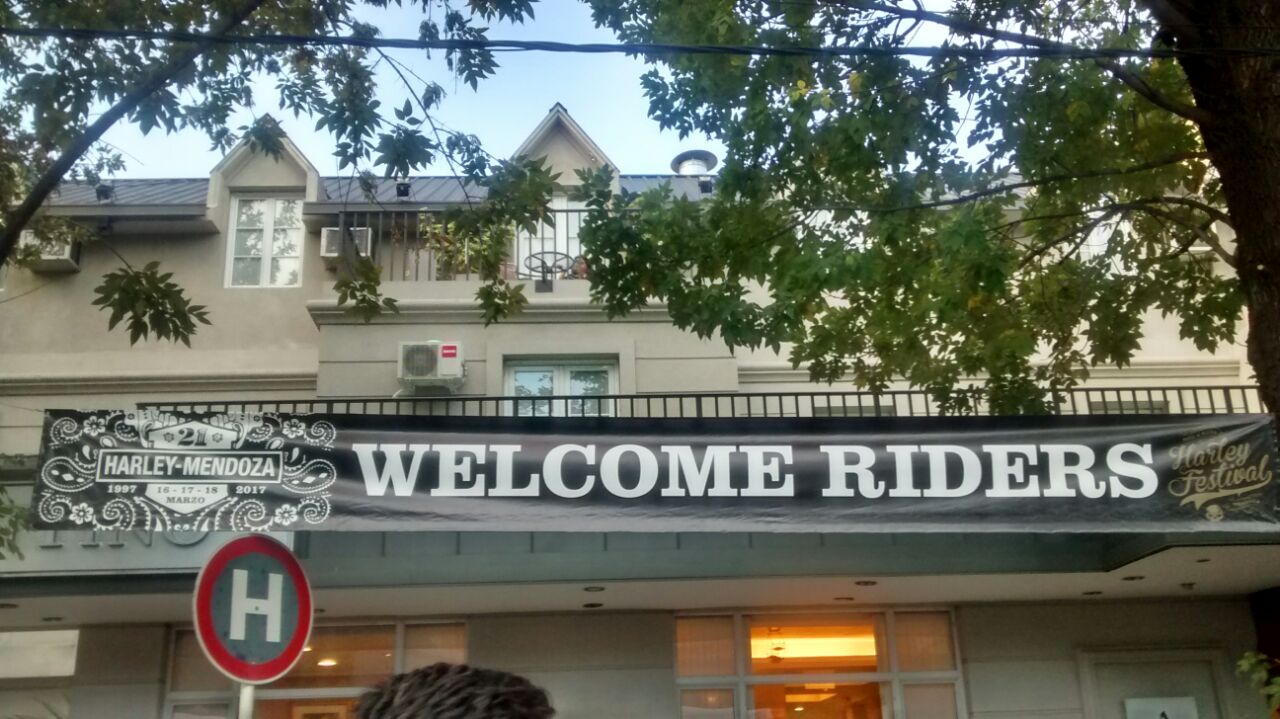 21
HARLEY-MENDOZA
1997 16-17-18 2017
MARZO
WELCOME RIDERS
Harley
Festival
H
A